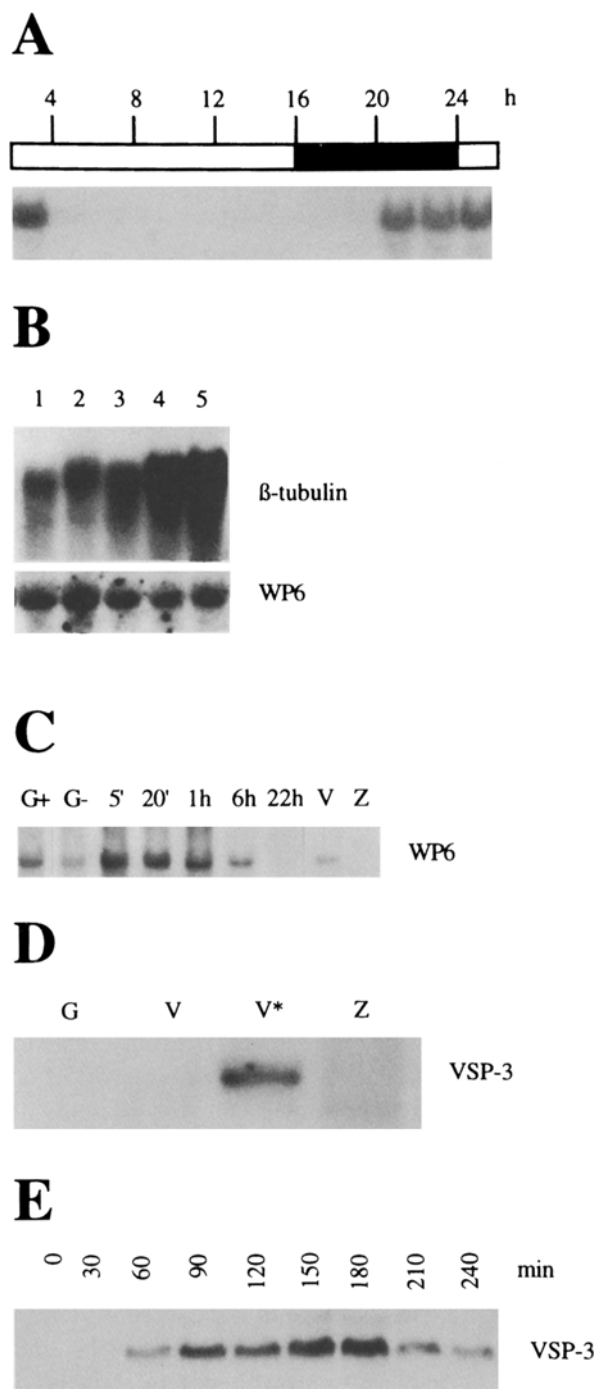 A
4 8 12 16 20 24 h
B
1 2 3 4 5
ß-tubulin
WP6
C
G+ G- 5' 20' 1h 6h 22h V Z
WP6
D
G V V* Z
VSP-3
E
0 30 60 90 120 150 180 210 240 min
VSP-3